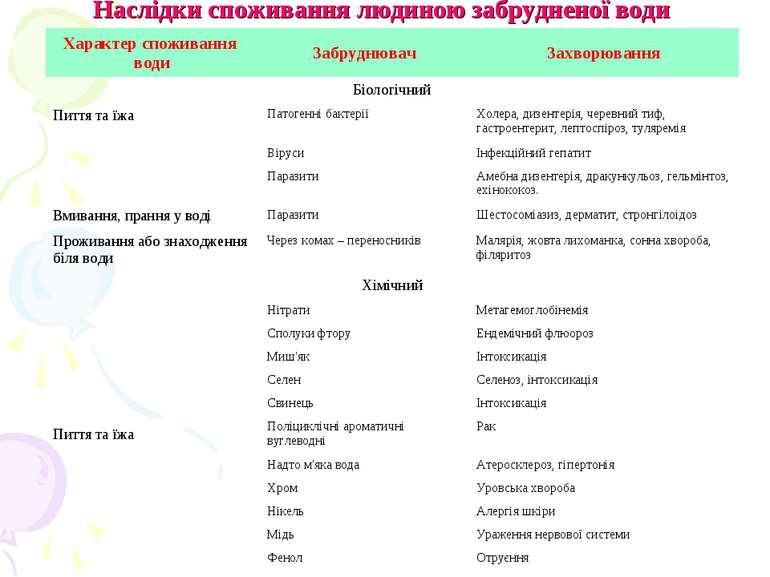 Наслідки споживання людиною забрудненої води
Характер споживання
води
Забруднювач
Захворювання
Біологічний
Пиття та їжа
Патогенні бактерії
Холера, дизентерія, черевний тиф,
гастроентерит, лептоспіроз, туляремія
Віруси
Інфекційний гепатит
Паразити
Амебна дизентерія, дракункульоз, гельмінтоз,
ехінококоз.
Вмивання, прання у воді
Паразити
Шестосоміазиз, дерматит, стронгілоїдоз
Проживання або знаходження
біля води
Через комах – переносників
Малярія, жовта лихоманка, сонна хвороба,
філяритоз
Хімічний
Пиття та їжа
Нітрати
Метагемоглобінемія
Сполуки фтору
Ендемічний флюороз
Миш'як
Інтоксикація
Селен
Селеноз, інтоксикація
Свинець
Інтоксикація
Поліциклічні ароматичні
вуглеводні
Рак
Надто м'яка вода
Атеросклероз, гіпертонія
Хром
Уровська хвороба
Нікель
Алергія шкіри
Мідь
Ураження нервової системи
Фенол
Отруєння